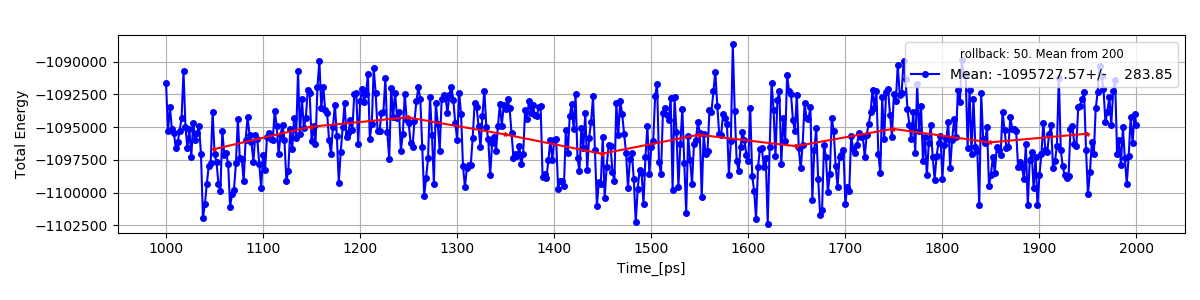 rollback: 50. Mean from 200
Mean: -1095727.57+/- 283.85
Total Energy
−1090000
−1092500
−1095000
−1097500
−1100000
−1102500
1000 1100 1200 1300 1400 1500 1600 1700 1800 1900 2000
Time_[ps]